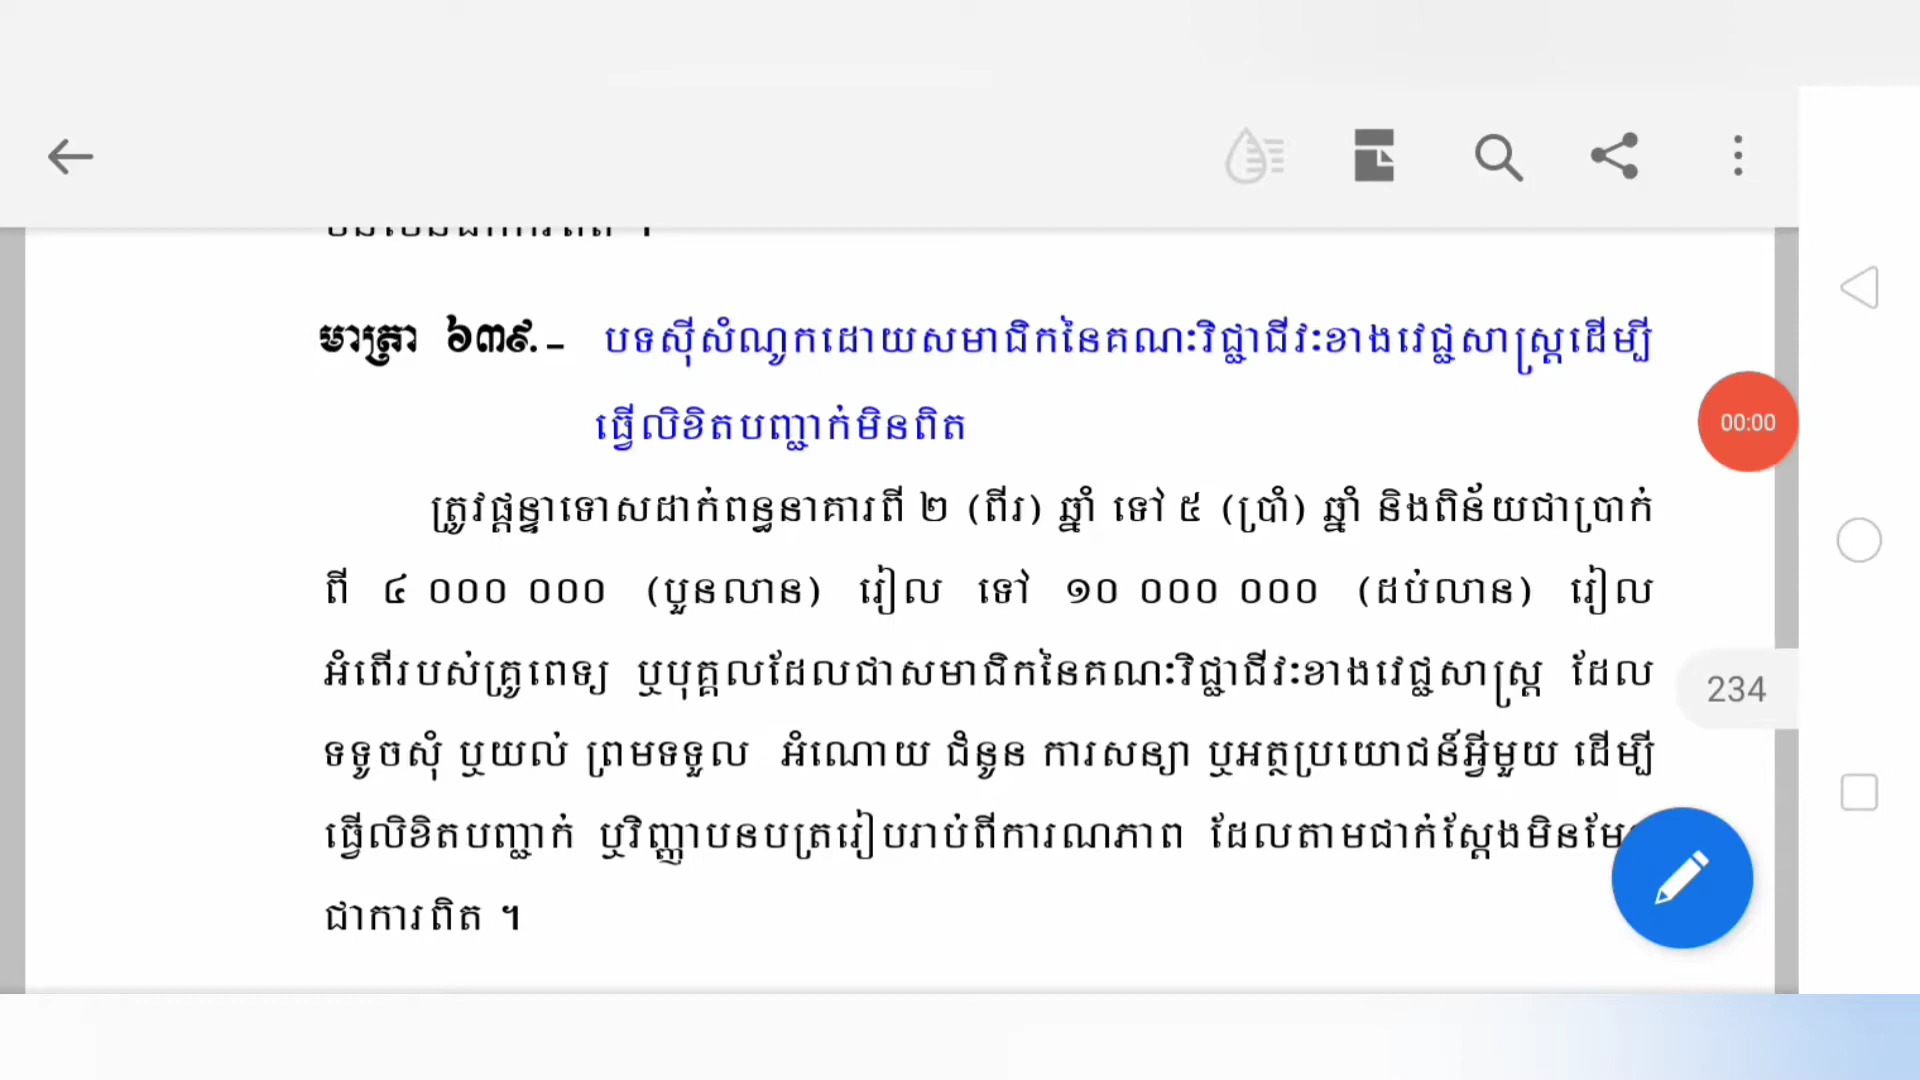 មាត្រា ៦៣៩.– បទស៊ីសំណូកដោយសមាជិកនៃគណៈវិជ្ជាជីវៈខាងវេជ្ជសាស្ត្រដើម្បី
ធ្វើលិខិតបញ្ជាក់មិនពិត
00:00
ត្រូវផ្តន្ទាទោសដាក់ពន្ធនាគារពី ២ (ពីរ) ឆ្នាំ ទៅ ៥ (ប្រាំ) ឆ្នាំ និងពិន័យជាប្រាក់
ពី ៤ ០០០ ០០០ (បួនលាន) រៀល ទៅ ១០ ០០០ ០០០ (ដប់លាន) រៀល
អំពើរបស់គ្រូពេទ្យ ឬបុគ្គលដែលជាសមាជិកនៃគណៈវិជ្ជាជីវៈខាងវេជ្ជសាស្ត្រ ដែល
234
ទទូចសុំ ឬយល់ ព្រមទទួល អំណោយ ជំនូន ការសន្យា ឬអត្ថប្រយោជន៍អ្វីមួយ ដើម្បី
ធ្វើលិខិតបញ្ជាក់ ឬវិញ្ញាបនបត្ររៀបរាប់ពីការណភាព ដែលតាមជាក់ស្តែងមិនមែ
ជាការពិត ។